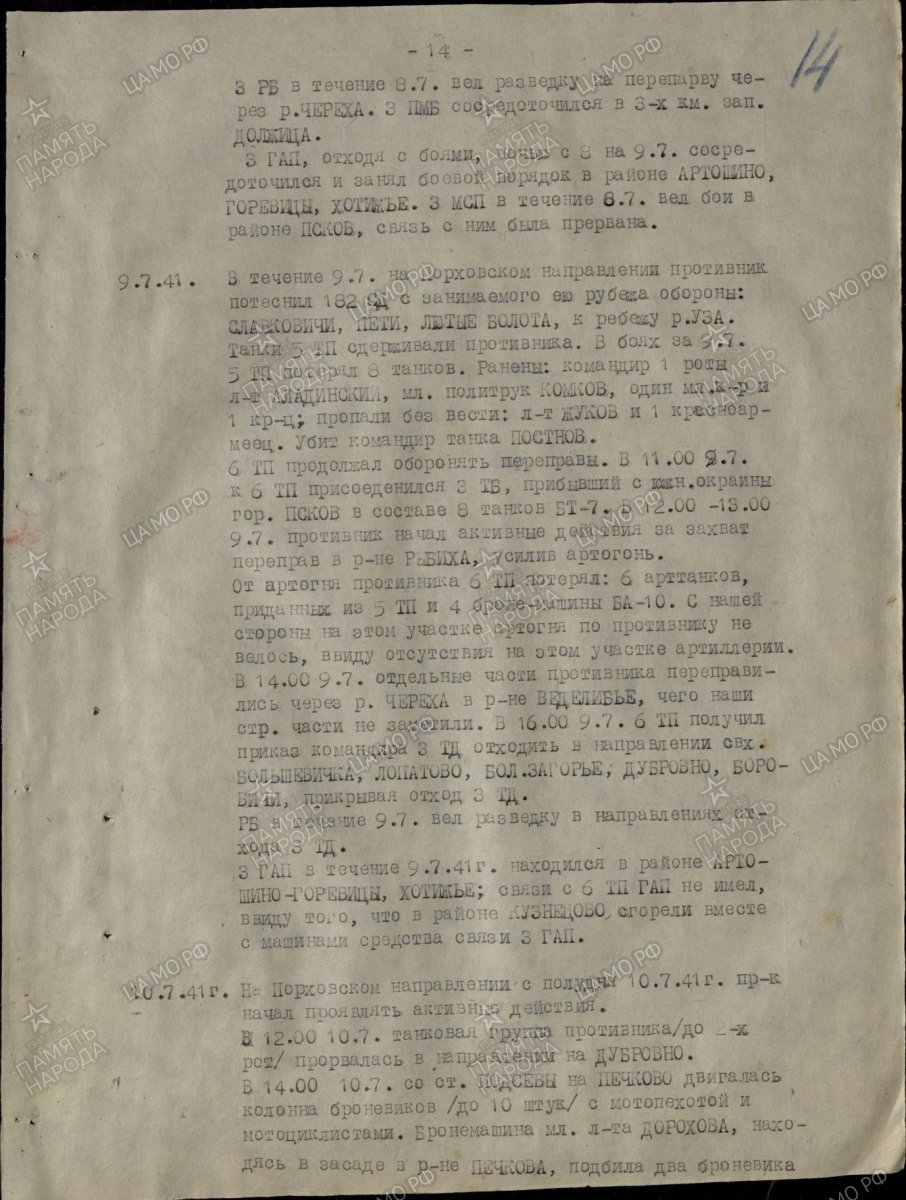 - 14 -
14
3 РБ в течение 8.7. вел разведку на перепарву че-
рез р.ЧЕРЕХА. 3 ПМБ сосредоточился в 3-х км. зап.
ДОЛЖИЦА.
3 ГАП, отходя с боями, ночью с 8 на 9.7. сосре-
доточился и занял боевой порядок в районе АРТОШИНО,
ГОРЕВИЦЫ, ХОТИЖЬЕ. 3 МСП в течение 8.7. вел бои в
районе ПСКОВ, связь с ним была прервана.
9.7.41. В течение 9.7. на Порховском направлении противник
потеснил 182 СД с занимаемого ею рубежа обороны:
СЛАВКОВИЧИ, ПЕТИ, ЛЮТЫЕ БОЛОТА, к ребежу р.УЗА.
Танки 5 ТП сдерживали противника. В боях за 9.7.
5 ТП потерял 8 танков. Ранены: командир 1 роты
л-т АЛАДИНСКИЙ, мл. политрук КОМКОВ, один мл.к-р и
1 кр-ц; пропали без вести: л-т ЖУКОВ и 1 красноар-
меец. Убит командир танка ПОСТНОВ.
6 ТП продолжал оборонять переправы. В 11.00 9.7.
к 6 ТП присоеденился 3 ТБ, прибывший с южн.окраины
гор. ПСКОВ в составе 8 танков БТ-7. В 12.00 -13.00
9.7. противник начал активные действия за захват
переправ в р-не РЫБИХА, усилив артогонь.
От артогня противника 6 ТП потерял: 6 арттанков,
приданных из 5 ТП и 4 броне-машины БА-10. С нашей
стороны на этом участке артогня по противнику не
велось, ввиду отсутствия на этом участке артиллерии.
В 14.00 9.7. отдельные части противника переправи-
лись через р. ЧЕРЕХА в р-не ВЕДЕЛИБЬЕ, чего наши
стр. части не заметили. В 16.00 9.7. 6 ТП получил
приказ командира 3 ТД отходить в направлении свх.
БОЛЬШЕВИЧКА, ЛОПАТОВО, БОЛ.ЗАГОРЬЕ, ДУБРОВНО, БОРО-
ВИЧИ, прикрывая отход 3 ТД.
РБ в течение 9.7. вел разведку в направлениях от-
хода 3 ТД.
3 ГАП в течение 9.7.41г. находился в районе АРТО-
ШИНО-ГОРЕВИЦЫ, ХОТИЖЬЕ; связи с 6 ТП ГАП не имел,
ввиду того, что в районе КУЗНЕЦОВО сгорели вместе
с машинами средства связи 3 ГАП.
10.7.41г. На Порховском направлении с полудня 10.7.41г. пр-к
начал проявлять активные действия.
В 12.00 10.7. танковая группа противника/до 2-х
рот/ прорвалась в направлении на ДУБРОВНО.
В 14.00 10.7. со ст. ПОДСЕВЫ на ПЕЧКОВО двигалась
колонна броневиков /до 10 штук/ с мотопехотой и
мотоциклистами. Бронемашина мл. л-та ДОРОХОВА, нахо-
дясь в засаде в р-не ПЕЧКОВА, подбила два броневика
ЦАМО.РФ
ПАМЯТЬ
НАРОДА